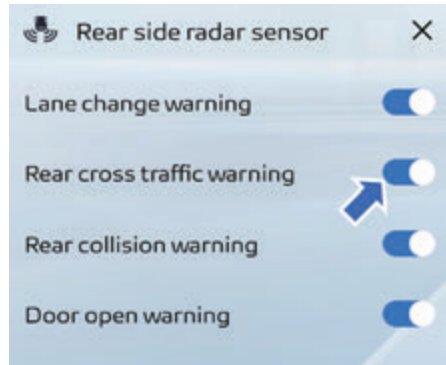 Rear side radar sensor
Lane change warning
Rear cross traffic warning
Rear collision warning
Door open warning